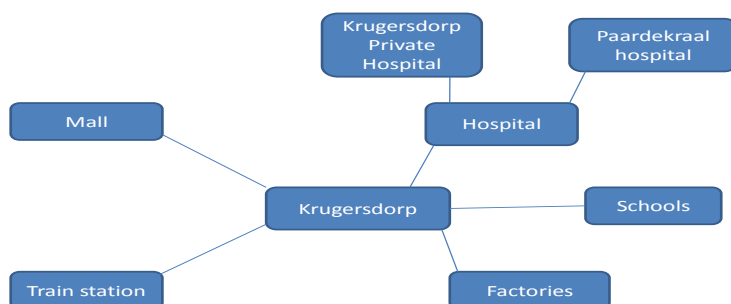 Krugersdorp
Private
Hospital
Paardekraal
hospital
Mall
Hospital
Krugersdorp
Schools
Train station
Factories